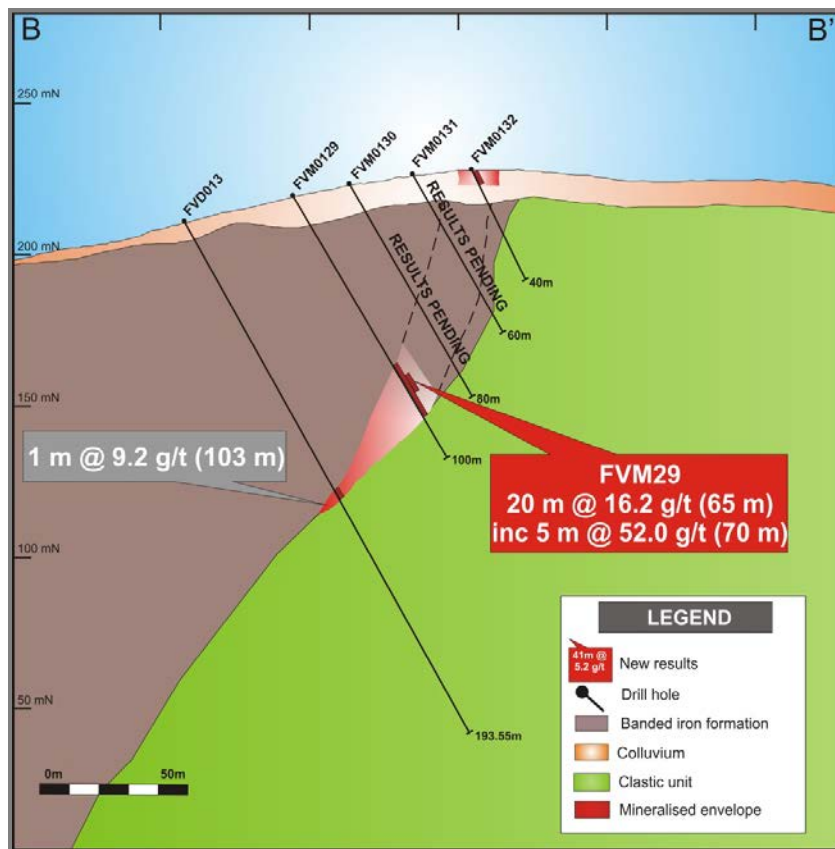 B
B'
250 mN
200 mN
150 mN
100 mN
50 mN
FVD013
FVM0129
FVM0130
FVM0131
FVM0132
RESULTS PENDING
RESULTS PENDING
40m
60m
80m
100m
193.55m
1 m @ 9.2 g/t (103 m)
FVM29
20 m @ 16.2 g/t (65 m)
inc 5 m @ 52.0 g/t (70 m)
0m
50m
LEGEND
41m @
5.2 g/t
New results
Drill hole
Banded iron formation
Colluvium
Clastic unit
Mineralised envelope